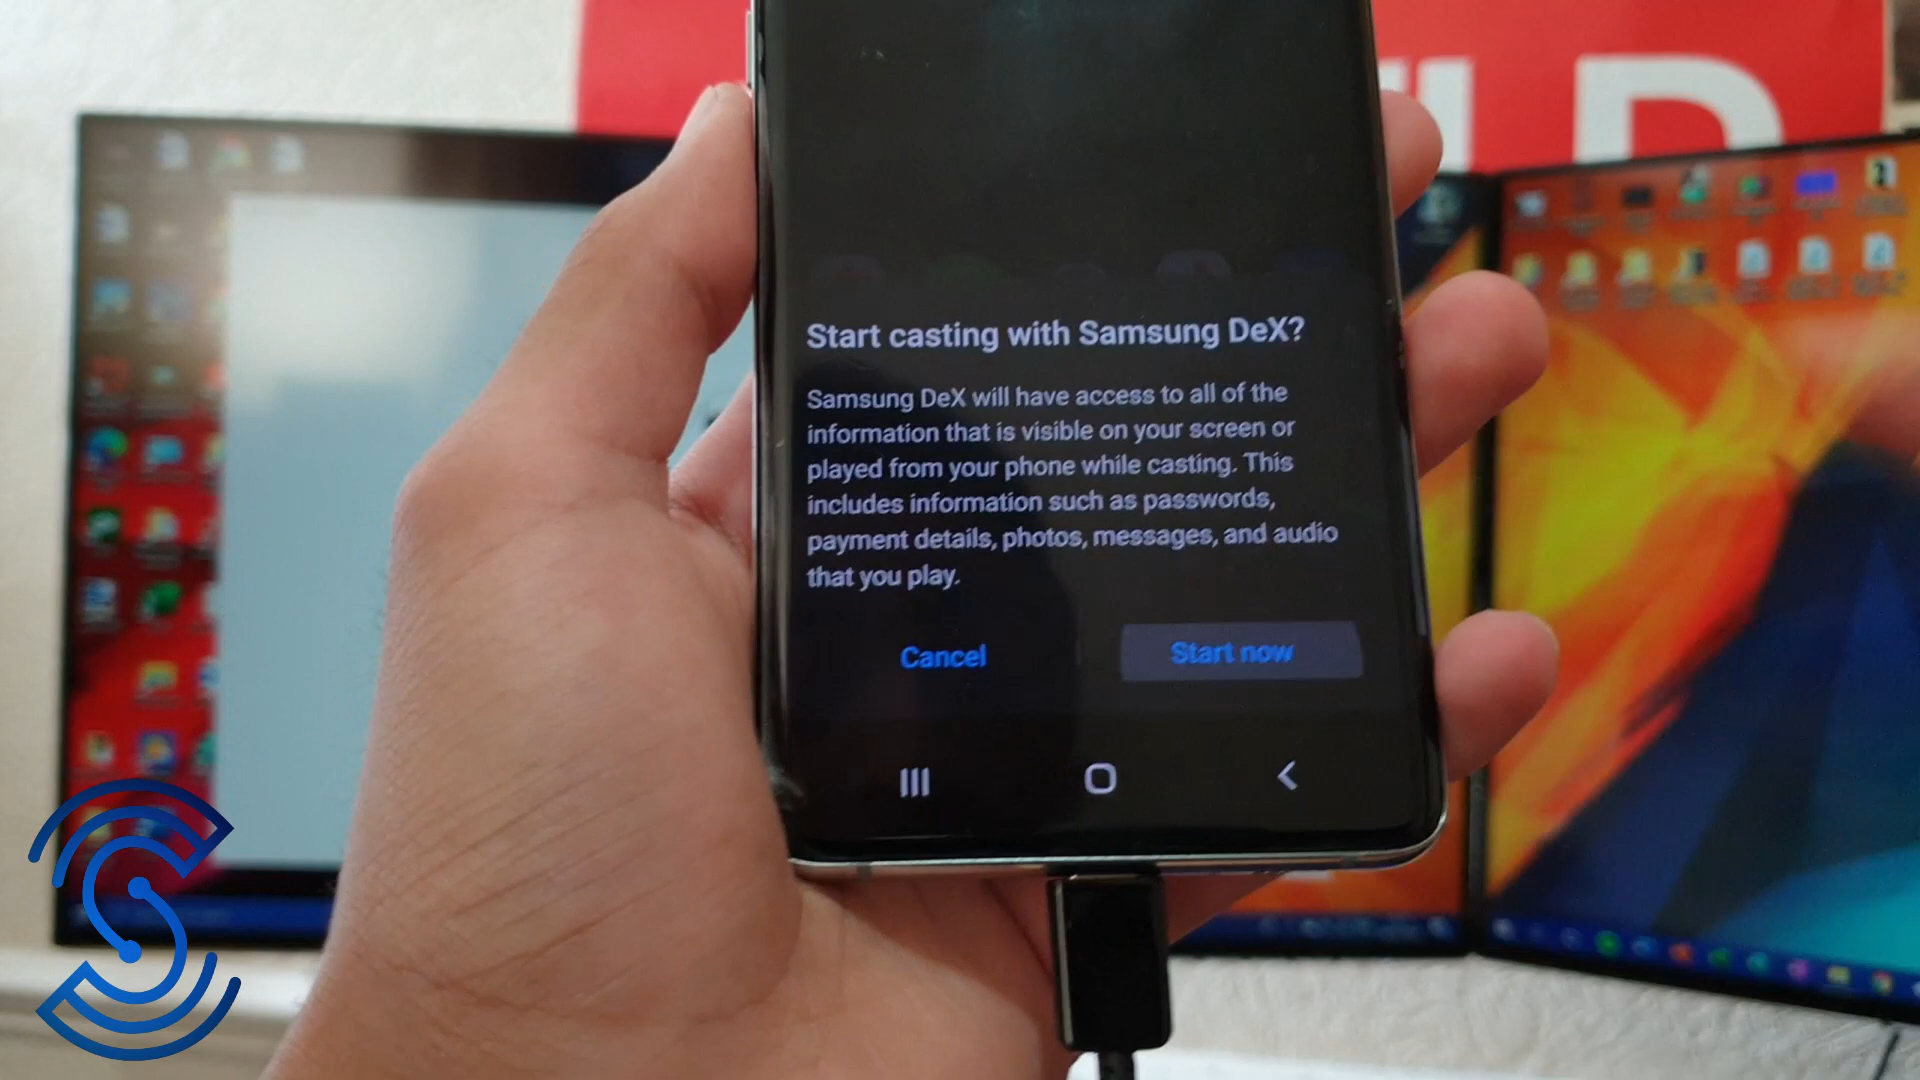 Start casting with Samsung DeX?
Samsung DeX will have access to all of the
information that is visible on your screen or
played from your phone while casting. This
includes information such as passwords,
payment details, photos, messages, and audio
that you play.
Cancel
Start now